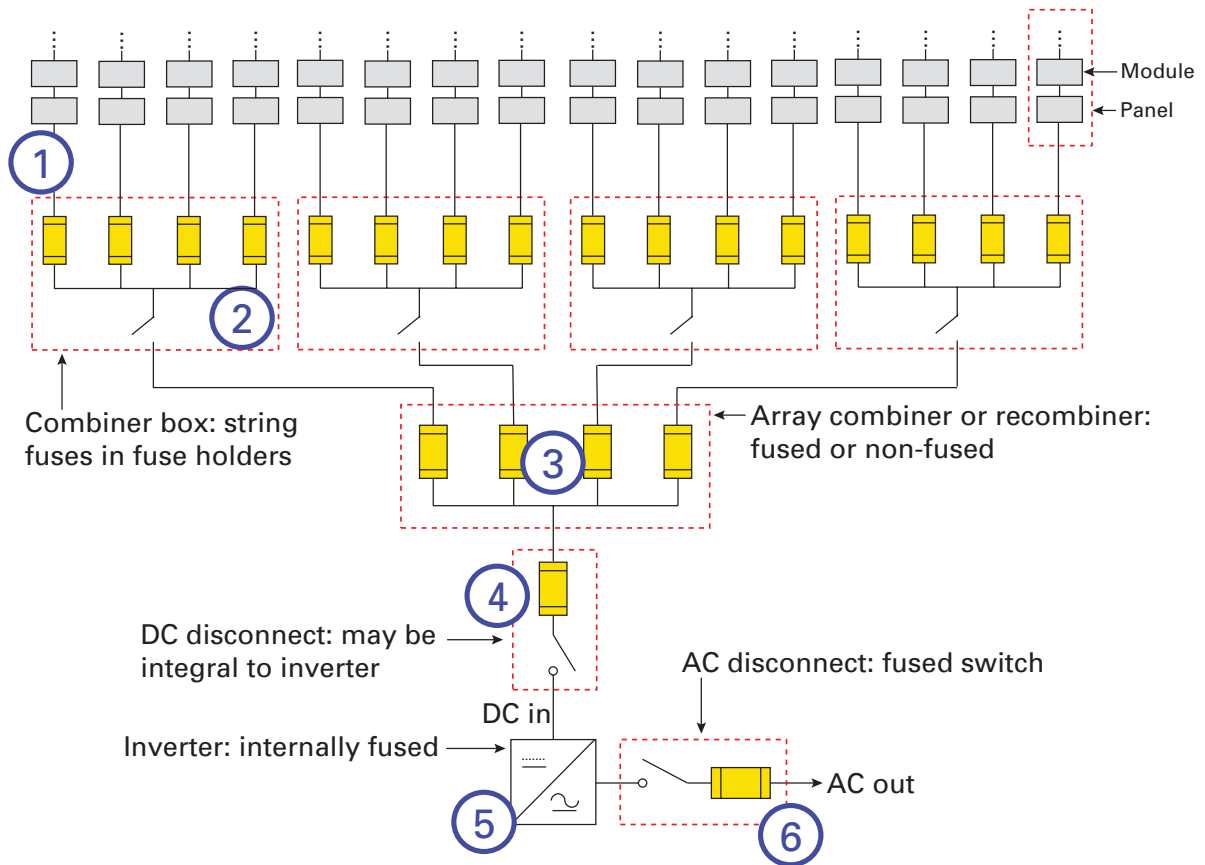 Module
Panel
1
2
Combiner box: string
fuses in fuse holders
Array combiner or recombiner:
fused or non-fused
3
4
DC disconnect: may be
integral to inverter
AC disconnect: fused switch
DC in
Inverter: internally fused
AC out
5
6